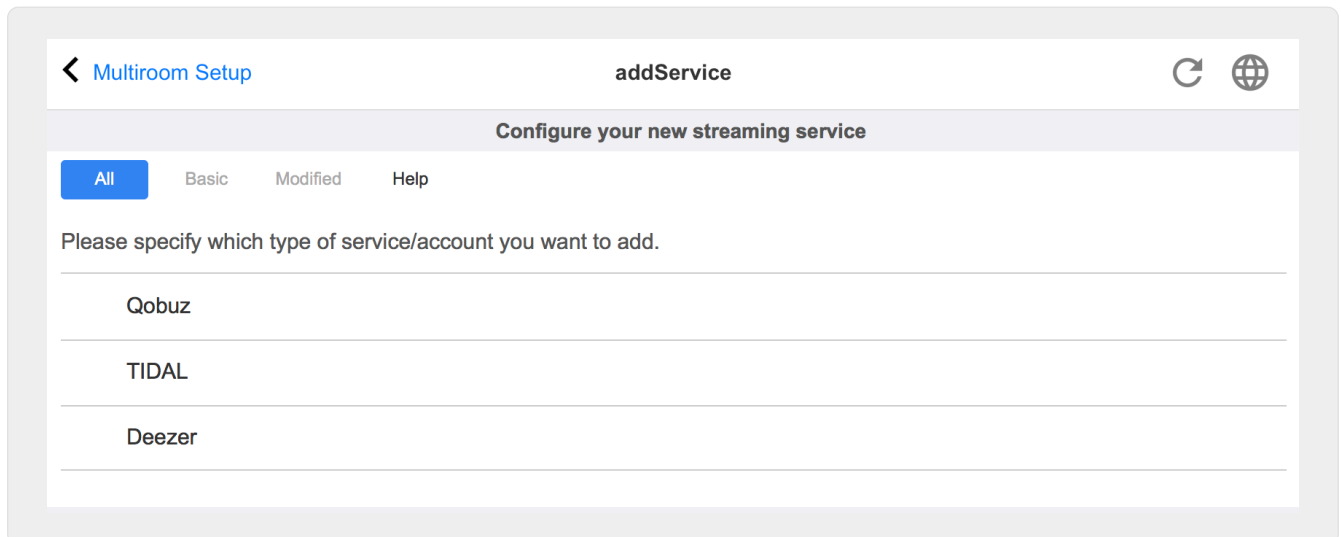 Multiroom Setup
addService
Configure your new streaming service
All
Basic
Modified
Help
Please specify which type of service/account you want to add.
Qobuz
TIDAL
Deezer